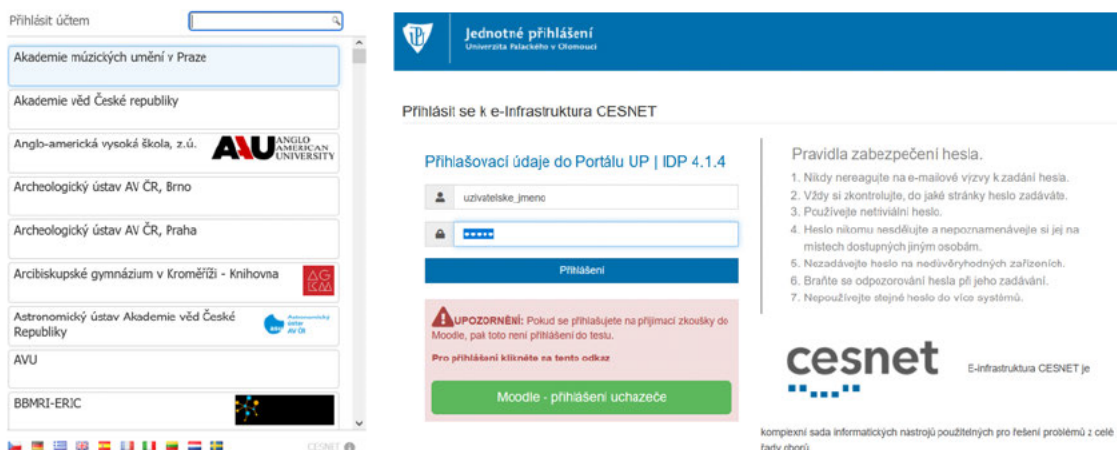 Přihlásit účtem
Akademie múzických umění v Praze
Akademie věd České republiky
Anglo-americká vysoká škola, z.ú.
AAU ANGLO
AMERICAN
UNIVERSITY
Archeologický ústav AV ČR, Brno
Archeologický ústav AV ČR, Praha
Arcibiskupské gymnázium v Kroměříži - Knihovna
AG
KM
Astronomický ústav Akademie věd České
Republiky
Astronomický
ústav
AV ČR
AVU
BBMRI-ERIC
CESNET
Jednotné přihlášení
Univerzita Palackého v Olomouci
Přihlásit se k e-Infrastruktura CESNET
Přihlašovací údaje do Portálu UP | IDP 4.1.4
uzivatelske_jmeno
Přihlášení
UPOZORNĚNÍ: Pokud se přihlašujete na přijímací zkoušky do
Moodle, pak toto není přihlášení do testu.
Pro přihlášení klikněte na tento odkaz
Moodle - přihlášení uchazeče
Pravidla zabezpečení hesla.
1. Nikdy nereagujte na e-mailové výzvy k zadání hesla.
2. Vždy si zkontrolujte, do jaké stránky heslo zadáváte.
3. Používejte netriviální heslo.
4. Heslo nikomu nesdělujte a nepoznamenávejte si jej na
místech dostupných jiným osobám.
5. Nezadávejte heslo na nedůvěryhodných zařízeních.
6. Braňte se odpozorování hesla při jeho zadávání.
7. Nepoužívejte stejné heslo do více systémů.
cesnet
E-infrastruktura CESNET je
komplexní sada informatických nástrojů použitelných pro řešení problémů z celé
řady oborů